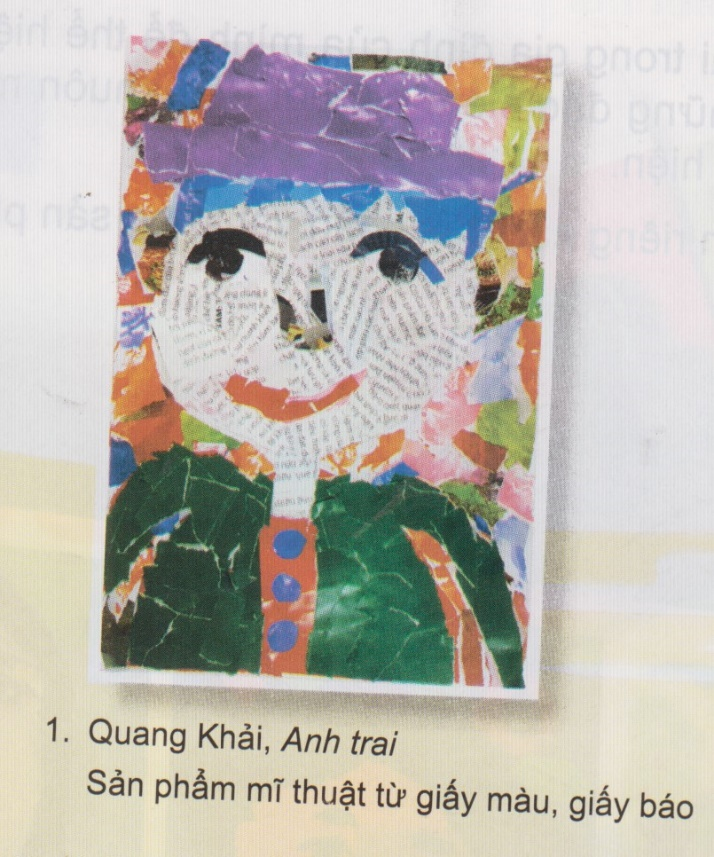 1. Quang Khải, Anh trai
Sản phẩm mĩ thuật từ giấy màu, giấy báo